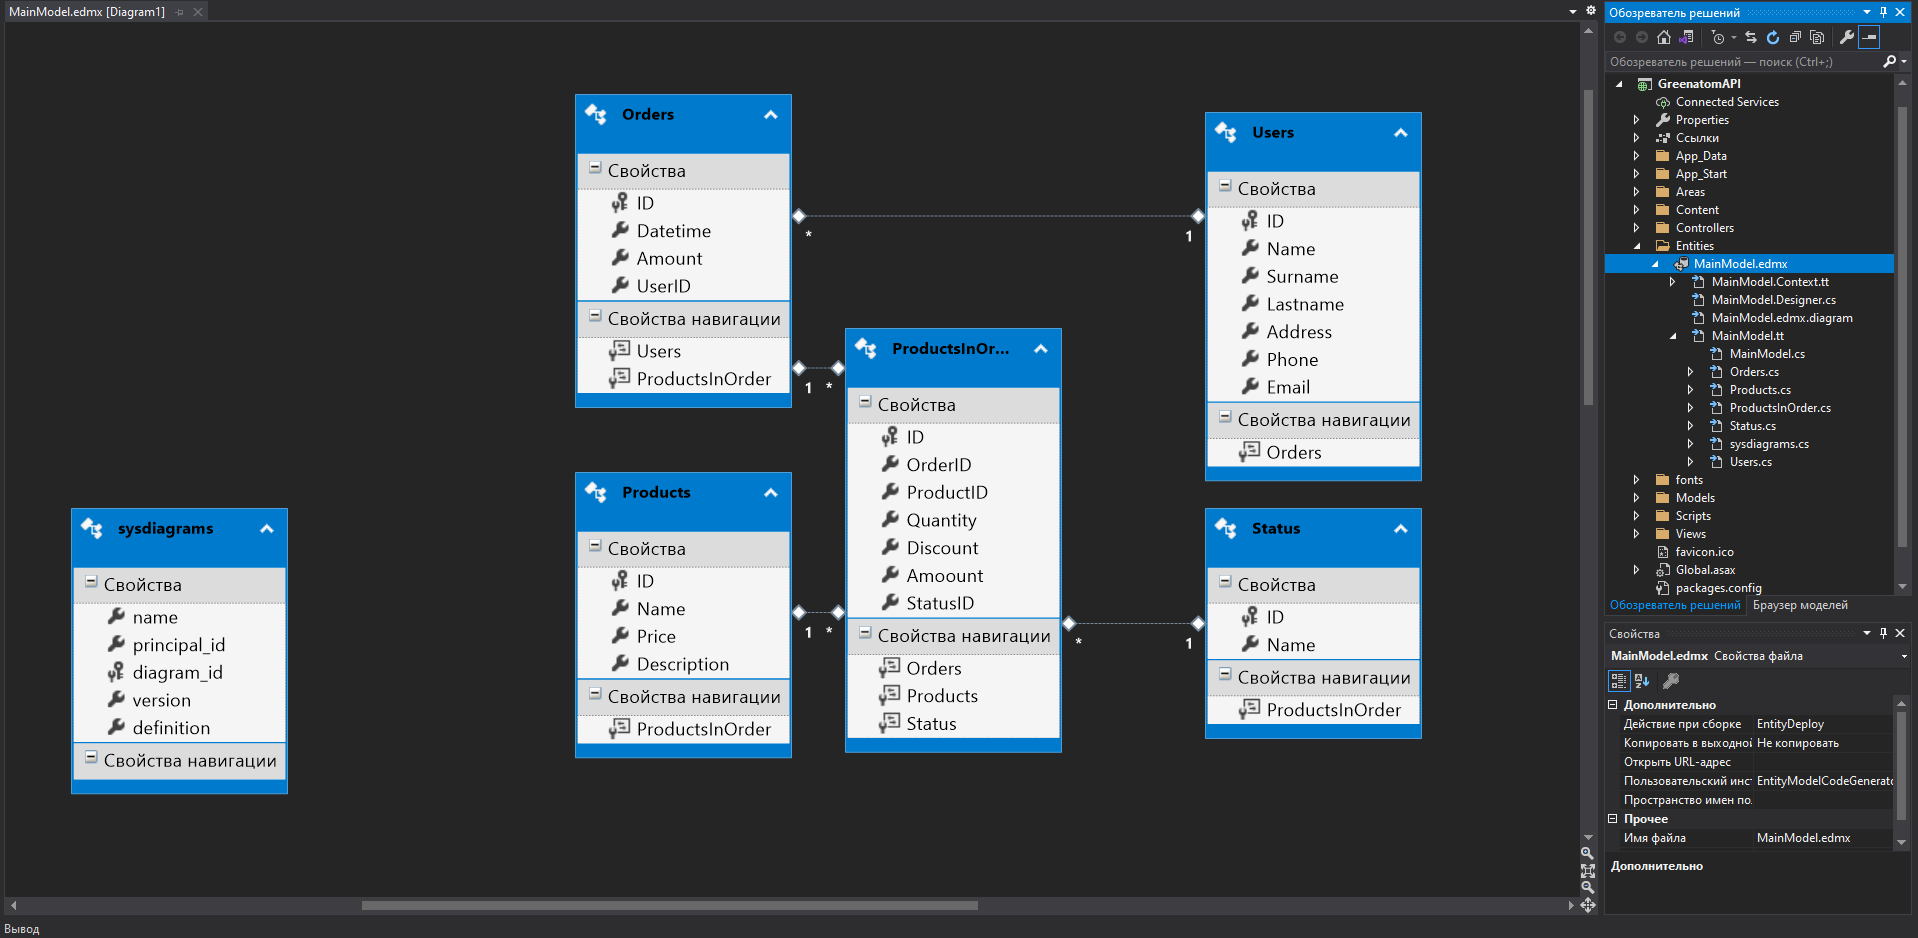 MainModel.edmx [Diagram1]
Orders
Свойства
ID
Datetime
Amount
UserID
Свойства навигации
Users
ProductsInOrder
*
1
1
*
Users
Свойства
ID
Name
Surname
Lastname
Address
Phone
Email
Свойства навигации
Orders
ProductsInOr...
Свойства
ID
OrderID
ProductID
Quantity
Discount
Amoount
StatusID
Свойства навигации
Orders
Products
Status
Products
Свойства
ID
Name
Price
Description
Свойства навигации
ProductsInOrder
1
*
*
1
Status
Свойства
ID
Name
Свойства навигации
ProductsInOrder
sysdiagrams
Свойства
name
principal_id
diagram_id
version
definition
Свойства навигации
Вывод
Обозреватель решений
Обозреватель решений — поиск (Ctrl+;)
GreenatomAPI
Connected Services
Properties
Ссылки
App_Data
App_Start
Areas
Content
Controllers
Entities
MainModel.edmx
MainModel.Context.tt
MainModel.Designer.cs
MainModel.edmx.diagram
MainModel.tt
MainModel.cs
Orders.cs
Products.cs
ProductsInOrder.cs
Status.cs
sysdiagrams.cs
Users.cs
fonts
Models
Scripts
Views
favicon.ico
Global.asax
packages.config
Обозреватель решений Браузер моделей
Свойства
MainModel.edmx Свойства файла
Дополнительно
Действие при сборке EntityDeploy
Копировать в выходной Не копировать
Открыть URL-адрес
Пользовательский инс EntityModelCodeGenerato
Пространство имен по
Прочее
Имя файла MainModel.edmx
Дополнительно